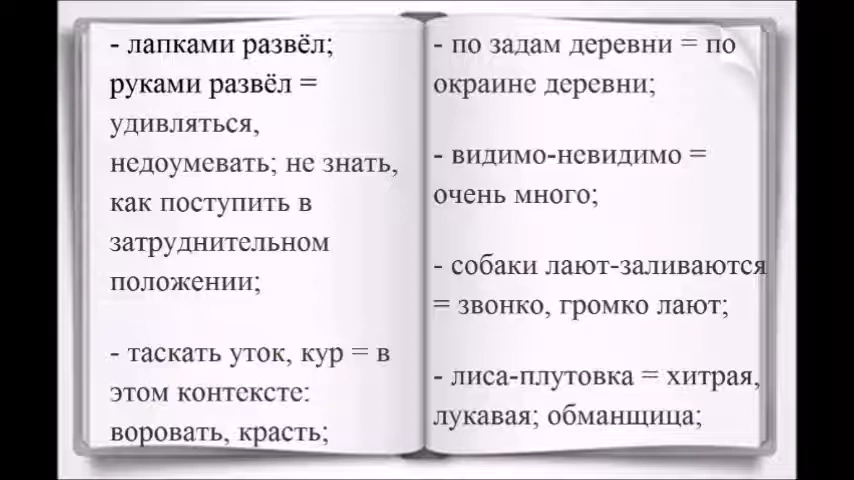 - лапками развёл;
руками развёл =
удивляться,
недоумевать; не знать,
как поступить в
затруднительном
положении;
- таскать уток, кур = в
этом контексте:
воровать, красть;
- по задам деревни = по
окраине деревни;
- видимо-невидимо =
очень много;
- собаки лают-заливаются
= звонко, громко лают;
- лиса-плутовка = хитрая,
лукавая; обманщица;